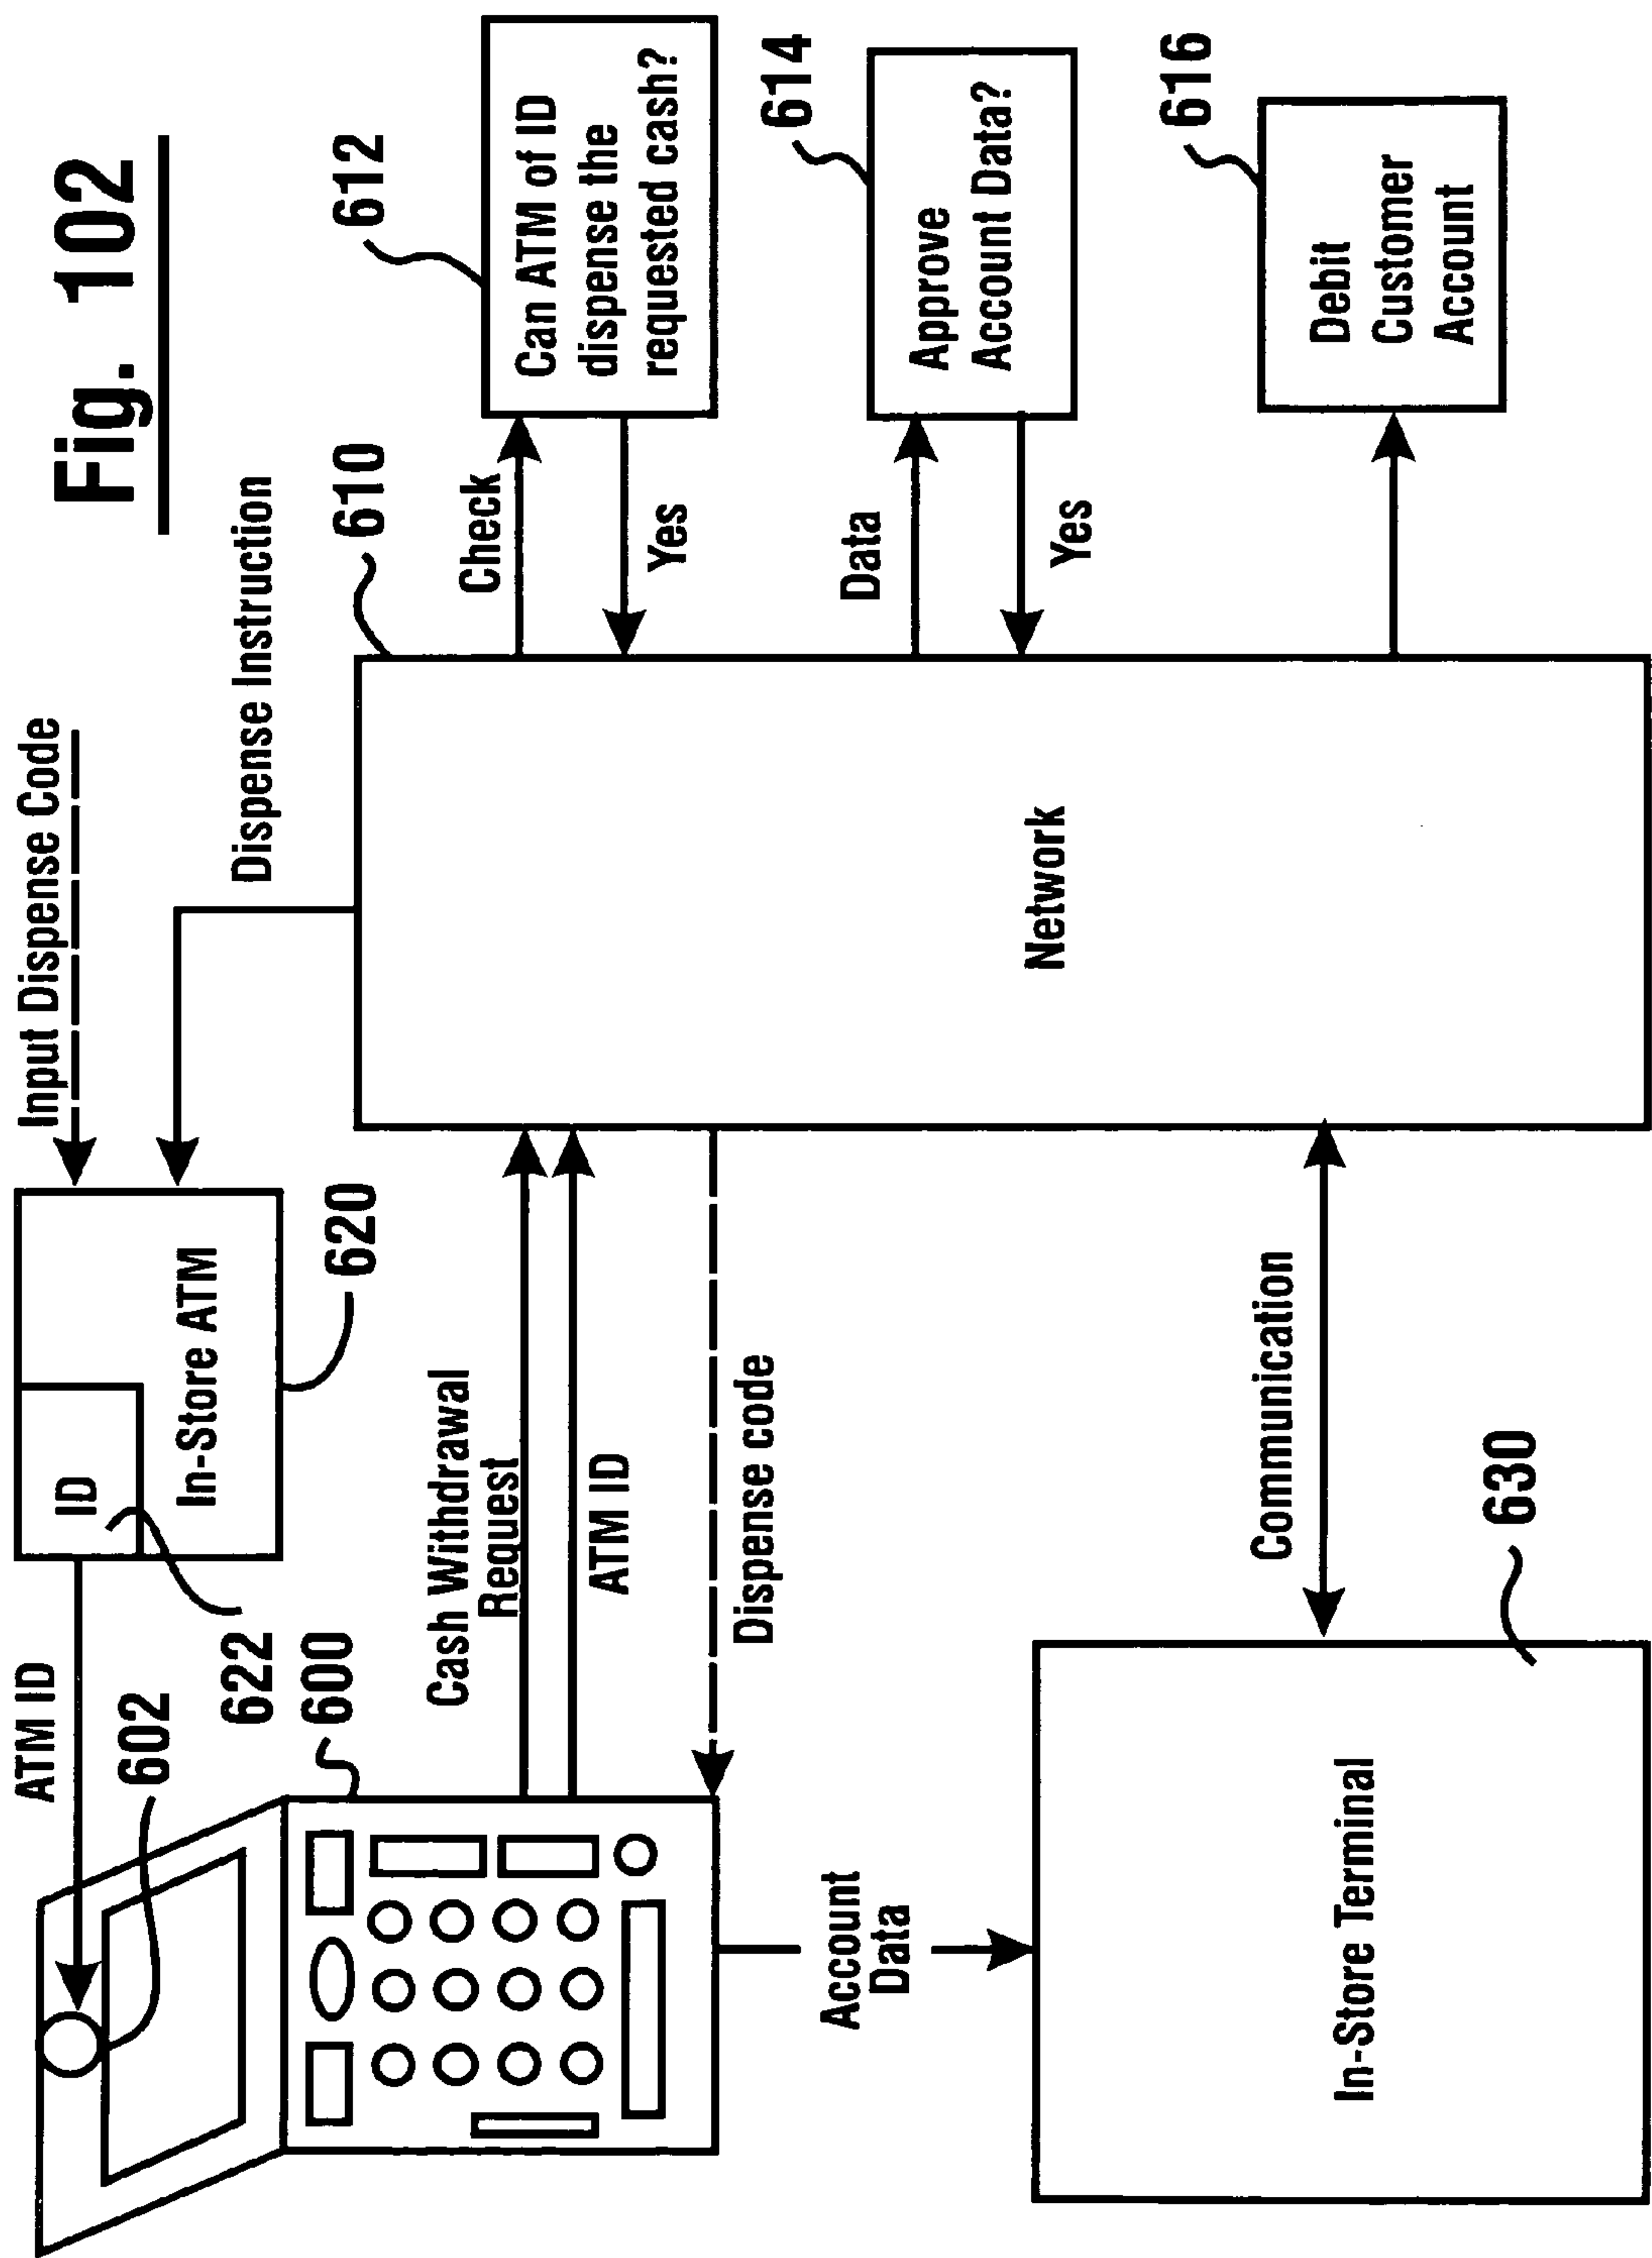 Fig. 102
Input Dispense Code
Dispense Instruction
ATM ID
602
ID
In-Store ATM
622
620
600
610
612
Cash Withdrawal
Request
ATM ID
Dispense code
Check
Yes
Can ATM of ID
dispense the
requested cash?
614
Data
Yes
Approve
Account Data?
Network
616
Account
Data
Communication
Debit
Customer
Account
In-Store Terminal
630